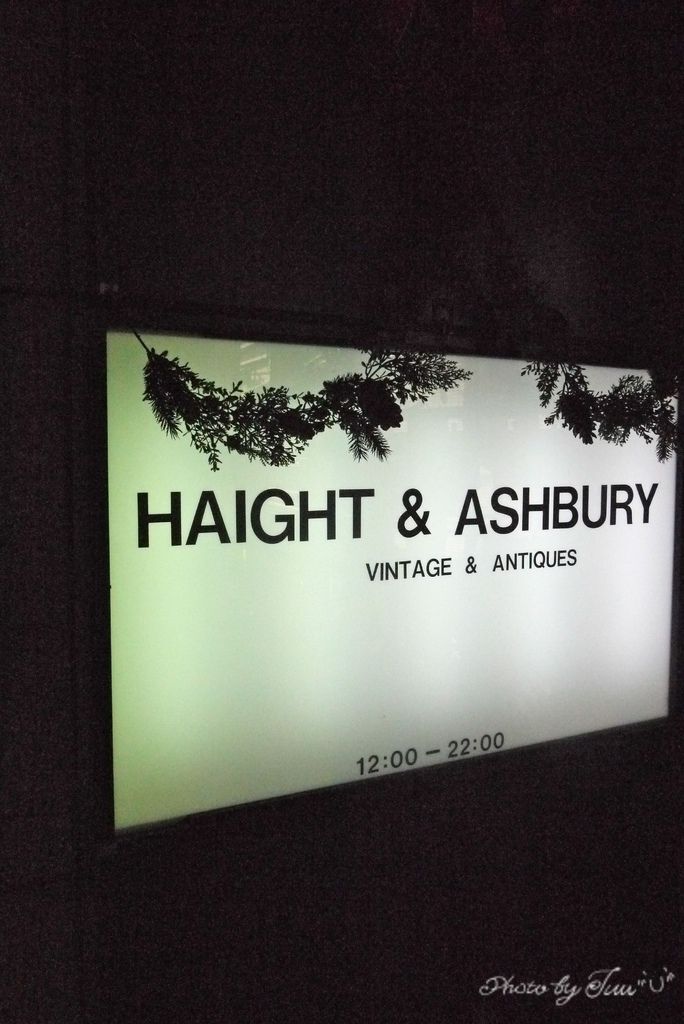 HAIGHT & ASHBURY
VINTAGE & ANTIQUES
12:00 – 22:00
Photo by